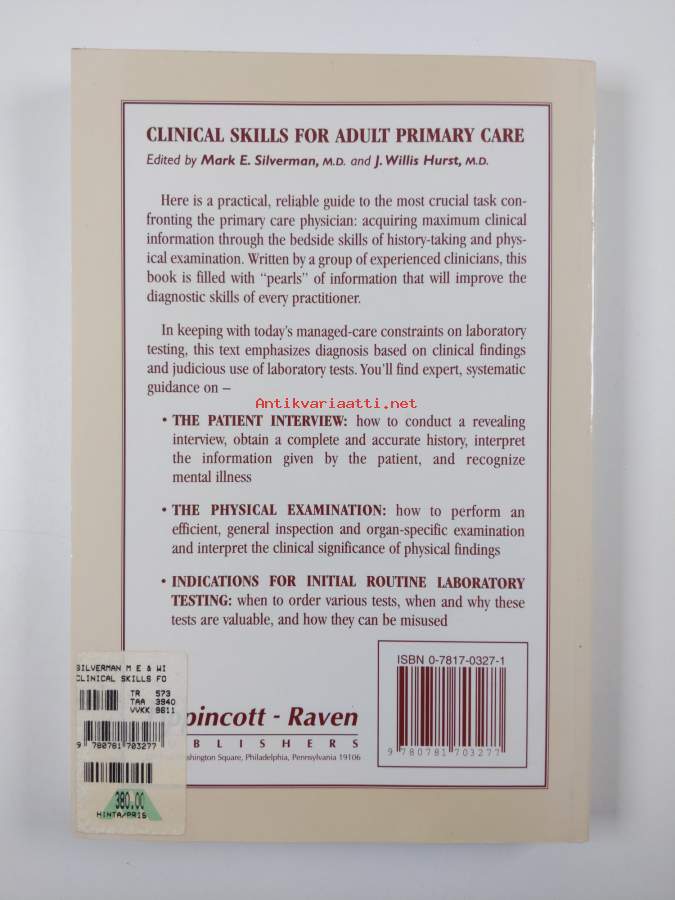 CLINICAL SKILLS FOR ADULT PRIMARY CARE
Edited by Mark E. Silverman, M.D. and J. Willis Hurst, M.D.
Here is a practical, reliable guide to the most crucial task con-
fronting the primary care physician: acquiring maximum clinical
information through the bedside skills of history-taking and phys-
ical examination. Written by a group of experienced clinicians, this
book is filled with “pearls” of information that will improve the
diagnostic skills of every practitioner.
In keeping with today's managed-care constraints on laboratory
testing, this text emphasizes diagnosis based on clinical findings
and judicious use of laboratory tests. You'll find expert, systematic
guidance on –
Antikvariaatti.net
• THE PATIENT INTERVIEW: how to conduct a revealing
interview, obtain a complete and accurate history, interpret
the information given by the patient, and recognize
mental illness
• THE PHYSICAL EXAMINATION: how to perform an
efficient, general inspection and organ-specific examination
and interpret the clinical significance of physical findings
• INDICATIONS FOR INITIAL ROUTINE LABORATORY
TESTING: when to order various tests, when and why these
tests are valuable, and how they can be misused
ISBN 0-7817-0327-1
9 780781 703277
SILVERMAN M E & WI
CLINICAL SKILLS FO
TR 573
TAA 3940
VVKK 9611
9 780781 703277
380.00
HINTA/PRIS
ppincott - Raven
BLISHERS
shington Square, Philadelphia, Pennsylvania 19106